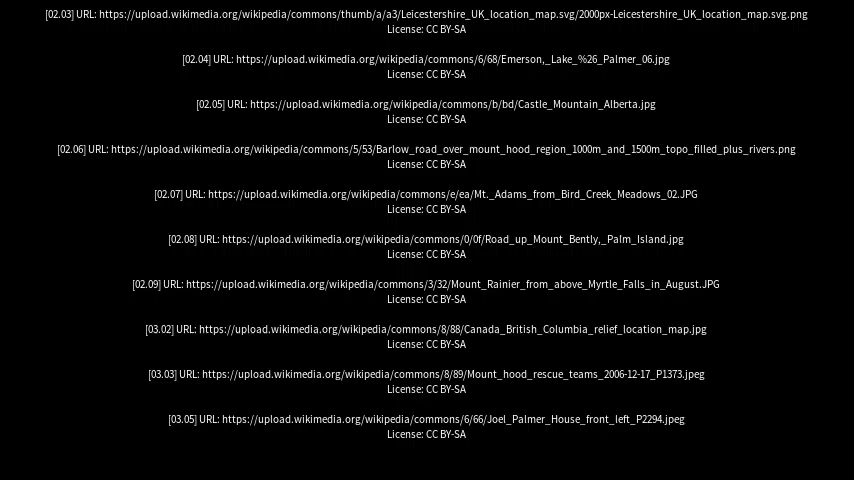 [02.03] URL: https://upload.wikimedia.org/wikipedia/commons/thumb/a/a3/Leicestershire_UK_location_map.svg/2000px-Leicestershire_UK_location_map.svg.png
License: CC BY-SA
[02.04] URL: https://upload.wikimedia.org/wikipedia/commons/6/68/Emerson,_Lake_%26_Palmer_06.jpg
License: CC BY-SA
[02.05] URL: https://upload.wikimedia.org/wikipedia/commons/b/bd/Castle_Mountain_Alberta.jpg
License: CC BY-SA
[02.06] URL: https://upload.wikimedia.org/wikipedia/commons/5/53/Barlow_road_over_mount_hood_region_1000m_and_1500m_topo_filled_plus_rivers.png
License: CC BY-SA
[02.07] URL: https://upload.wikimedia.org/wikipedia/commons/e/ea/Mt._Adams_from_Bird_Creek_Meadows_02.JPG
License: CC BY-SA
[02.08] URL: https://upload.wikimedia.org/wikipedia/commons/0/0f/Road_up_Mount_Bently,_Palm_Island.jpg
License: CC BY-SA
[02.09] URL: https://upload.wikimedia.org/wikipedia/commons/3/32/Mount_Rainier_from_above_Myrtle_Falls_in_August.JPG
License: CC BY-SA
[03.02] URL: https://upload.wikimedia.org/wikipedia/commons/8/88/Canada_British_Columbia_relief_location_map.jpg
License: CC BY-SA
[03.03] URL: https://upload.wikimedia.org/wikipedia/commons/8/89/Mount_hood_rescue_teams_2006-12-17_P1373.jpeg
License: CC BY-SA
[03.05] URL: https://upload.wikimedia.org/wikipedia/commons/6/66/Joel_Palmer_House_front_left_P2294.jpeg
License: CC BY-SA